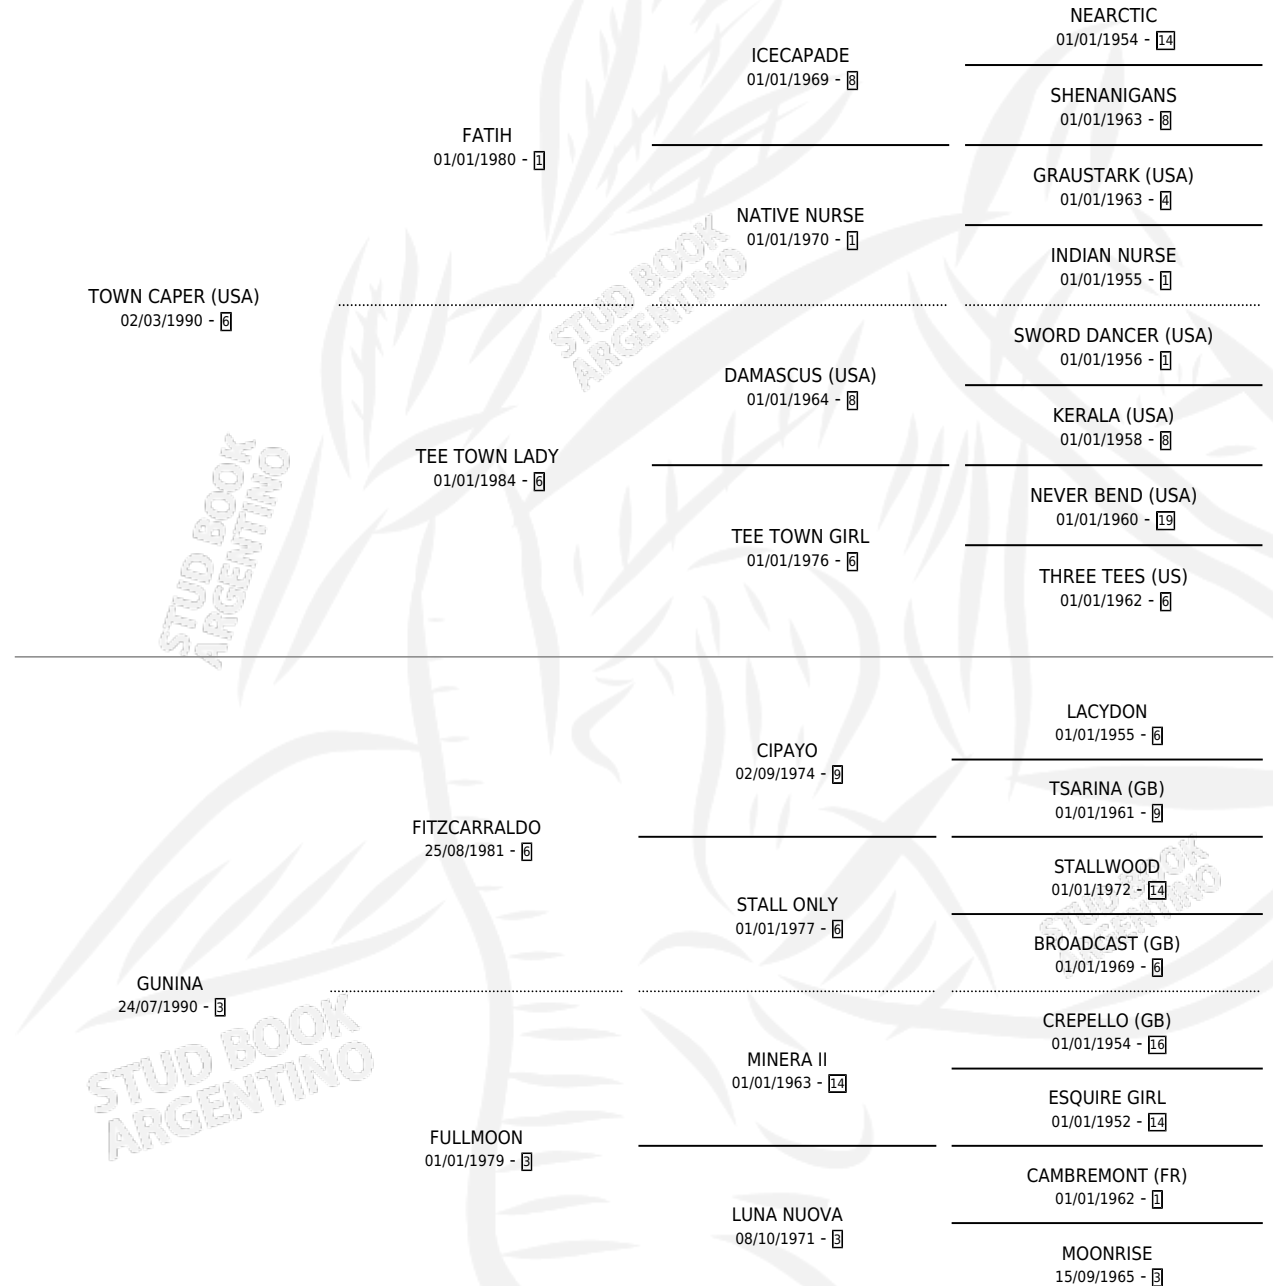 NEARCTIC
01/01/1954 - 14
ICECAPADE
01/01/1969 - 8
SHENANIGANS
01/01/1963 - 8
FATIH
01/01/1980 - 1
GRAUSTARK (USA)
01/01/1963 - 4
NATIVE NURSE
01/01/1970 - 1
INDIAN NURSE
01/01/1955 - 1
TOWN CAPER (USA)
02/03/1990 - 6
STUD BOOK
ARGENTINO
SWORD DANCER (USA)
01/01/1956 - 1
DAMASCUS (USA)
01/01/1964 - 8
KERALA (USA)
01/01/1958 - 8
TEE TOWN LADY
01/01/1984 - 6
NEVER BEND (USA)
01/01/1960 - 19
TEE TOWN GIRL
01/01/1976 - 6
THREE TEES (US)
01/01/1962 - 6
STUD BOOK
ARGENTINO
LACYDON
01/01/1955 - 6
CIPAYO
02/09/1974 - 9
TSARINA (GB)
01/01/1961 - 9
FITZCARRALDO
25/08/1981 - 6
STALLWOOD
01/01/1972 - 14
STALL ONLY
01/01/1977 - 6
BROADCAST (GB)
01/01/1969 - 6
STUD BOOK
ARGENTINO
GUNINA
24/07/1990 - 3
CREPELLO (GB)
01/01/1954 - 16
MINERA II
01/01/1963 - 14
ESQUIRE GIRL
01/01/1952 - 14
STUD BOOK
ARGENTINO
FULLMOON
01/01/1979 - 3
CAMBREMONT (FR)
01/01/1962 - 1
LUNA NUOVA
08/10/1971 - 3
MOONRISE
15/09/1965 - 3